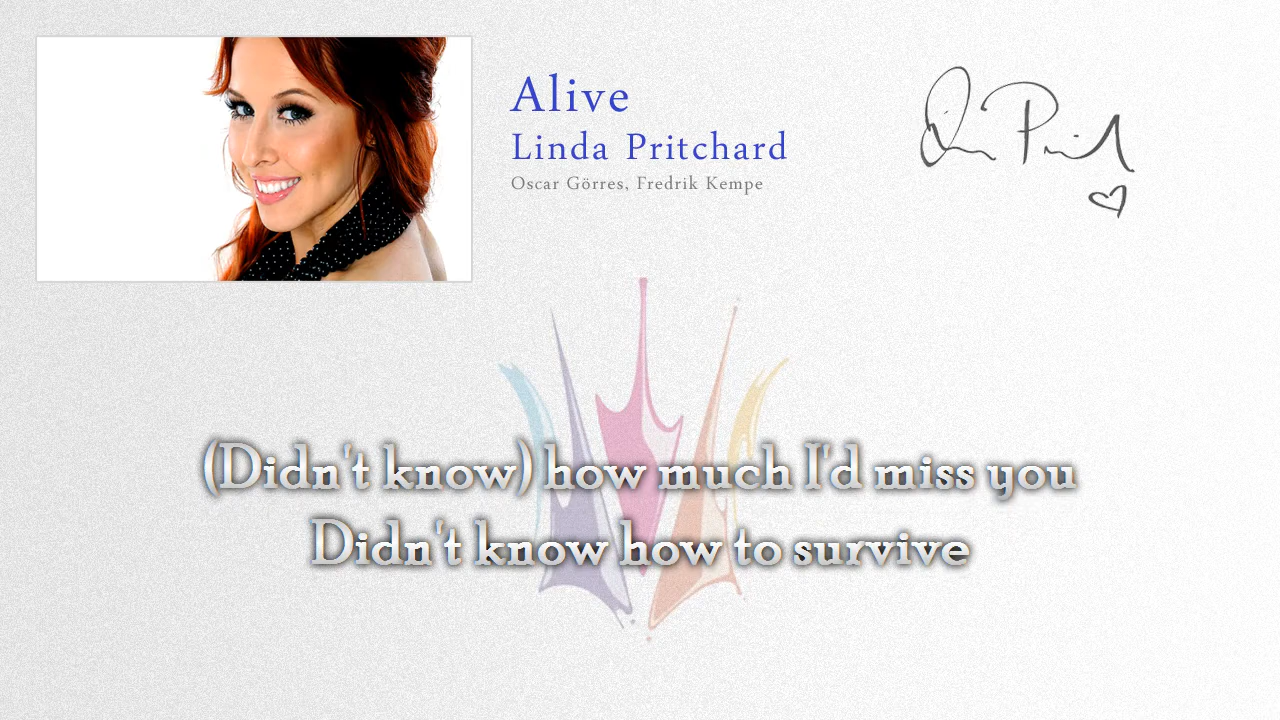 Alive
Linda Pritchard
Oscar Görres, Fredrik Kempe
(Didn't know) how much I'd miss you
Didn't know how to survive